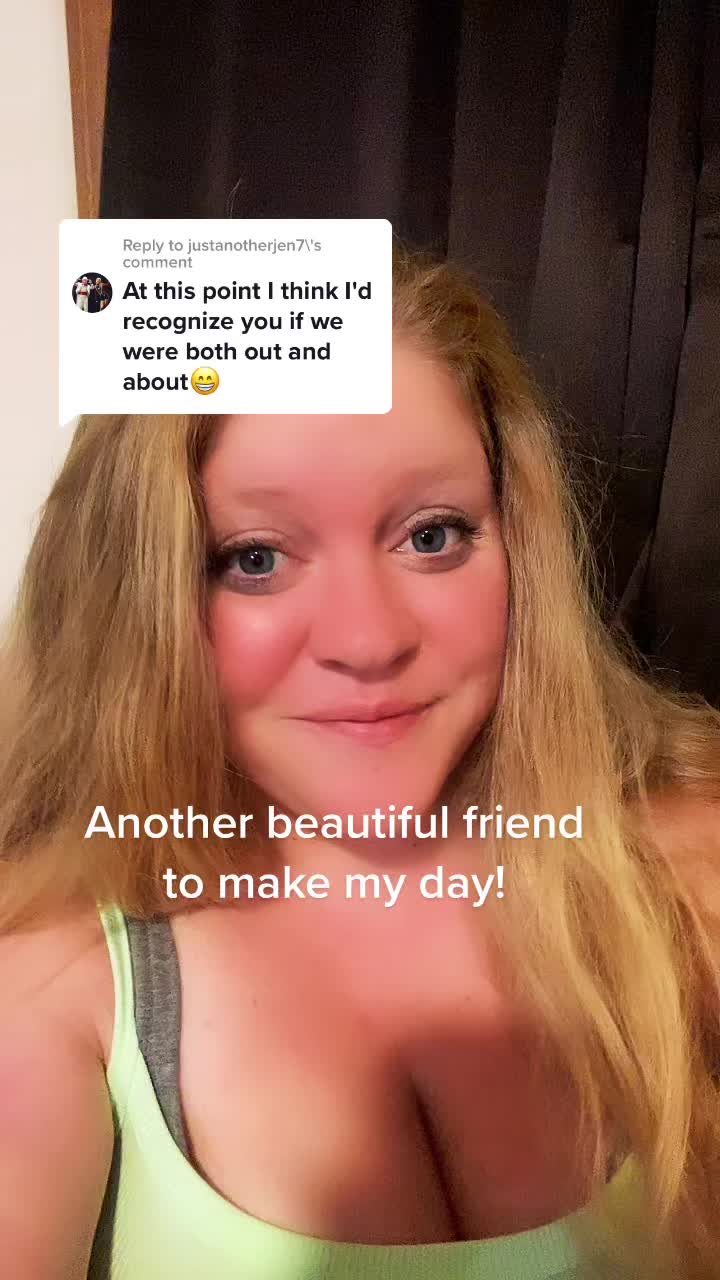 Reply to justanotherjen7\'s
comment
At this point I think I'd
recognize you if we
were both out and
about😁
Another beautiful friend
to make my day!